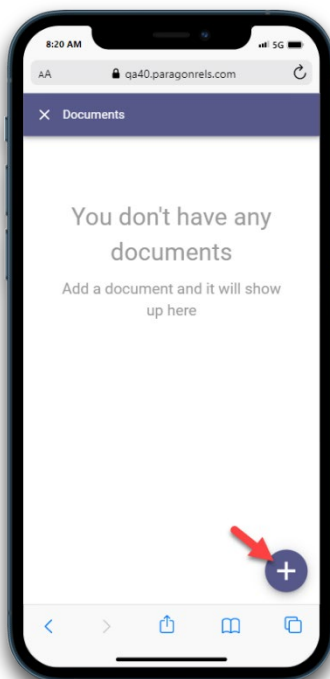 8:20 AM 5G
AA qa40.paragonrels.com
Documents
You don't have any
documents
Add a document and it will show
up here